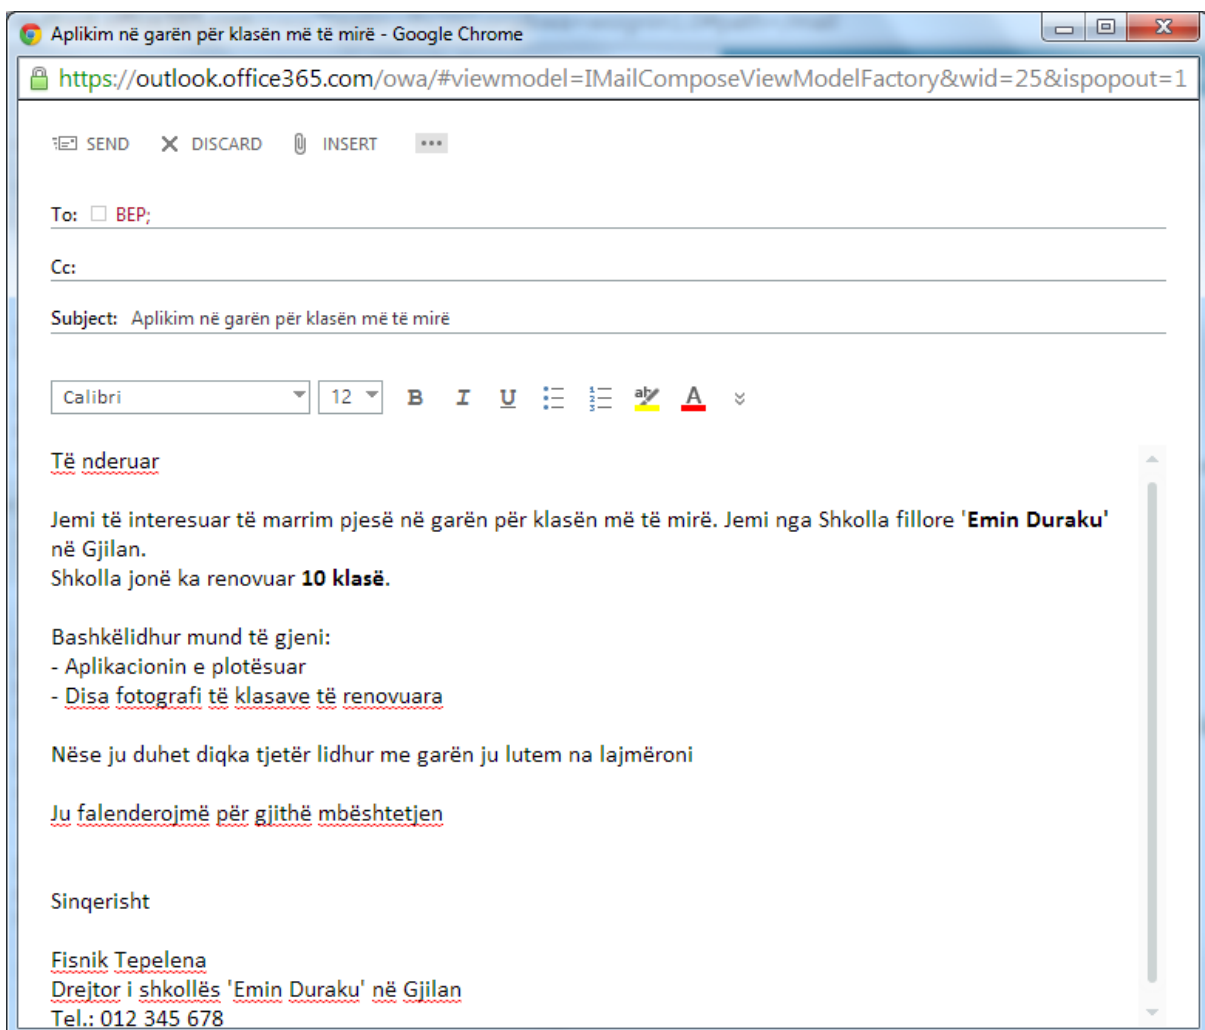 Aplikim në garën për klasën më të mirë - Google Chrome
https://outlook.office365.com/owa/#viewmodel=IMailComposeViewModelFactory&wid=25&ispopout=1
SEND DISCARD INSERT
To: BEP;
Cc:
Subject: Aplikim në garën për klasën më të mirë
Calibri 12 B I U ab A
Të nderuar
Jemi të interesuar të marrim pjesë në garën për klasën më të mirë. Jemi nga Shkolla fillore 'Emin Duraku'
në Gjilan.
Shkolla jonë ka renovuar 10 klasë.
Bashkëlidhur mund të gjeni:
- Aplikacionin e plotësuar
- Disa fotografi të klasave të renovuara
Nëse ju duhet diqka tjetër lidhur me garën ju lutem na lajmëroni
Ju falenderojmë për gjithë mbështetjen
Sinqerisht
Fisnik Tepelena
Drejtor i shkollës 'Emin Duraku' në Gjilan
Tel.: 012 345 678